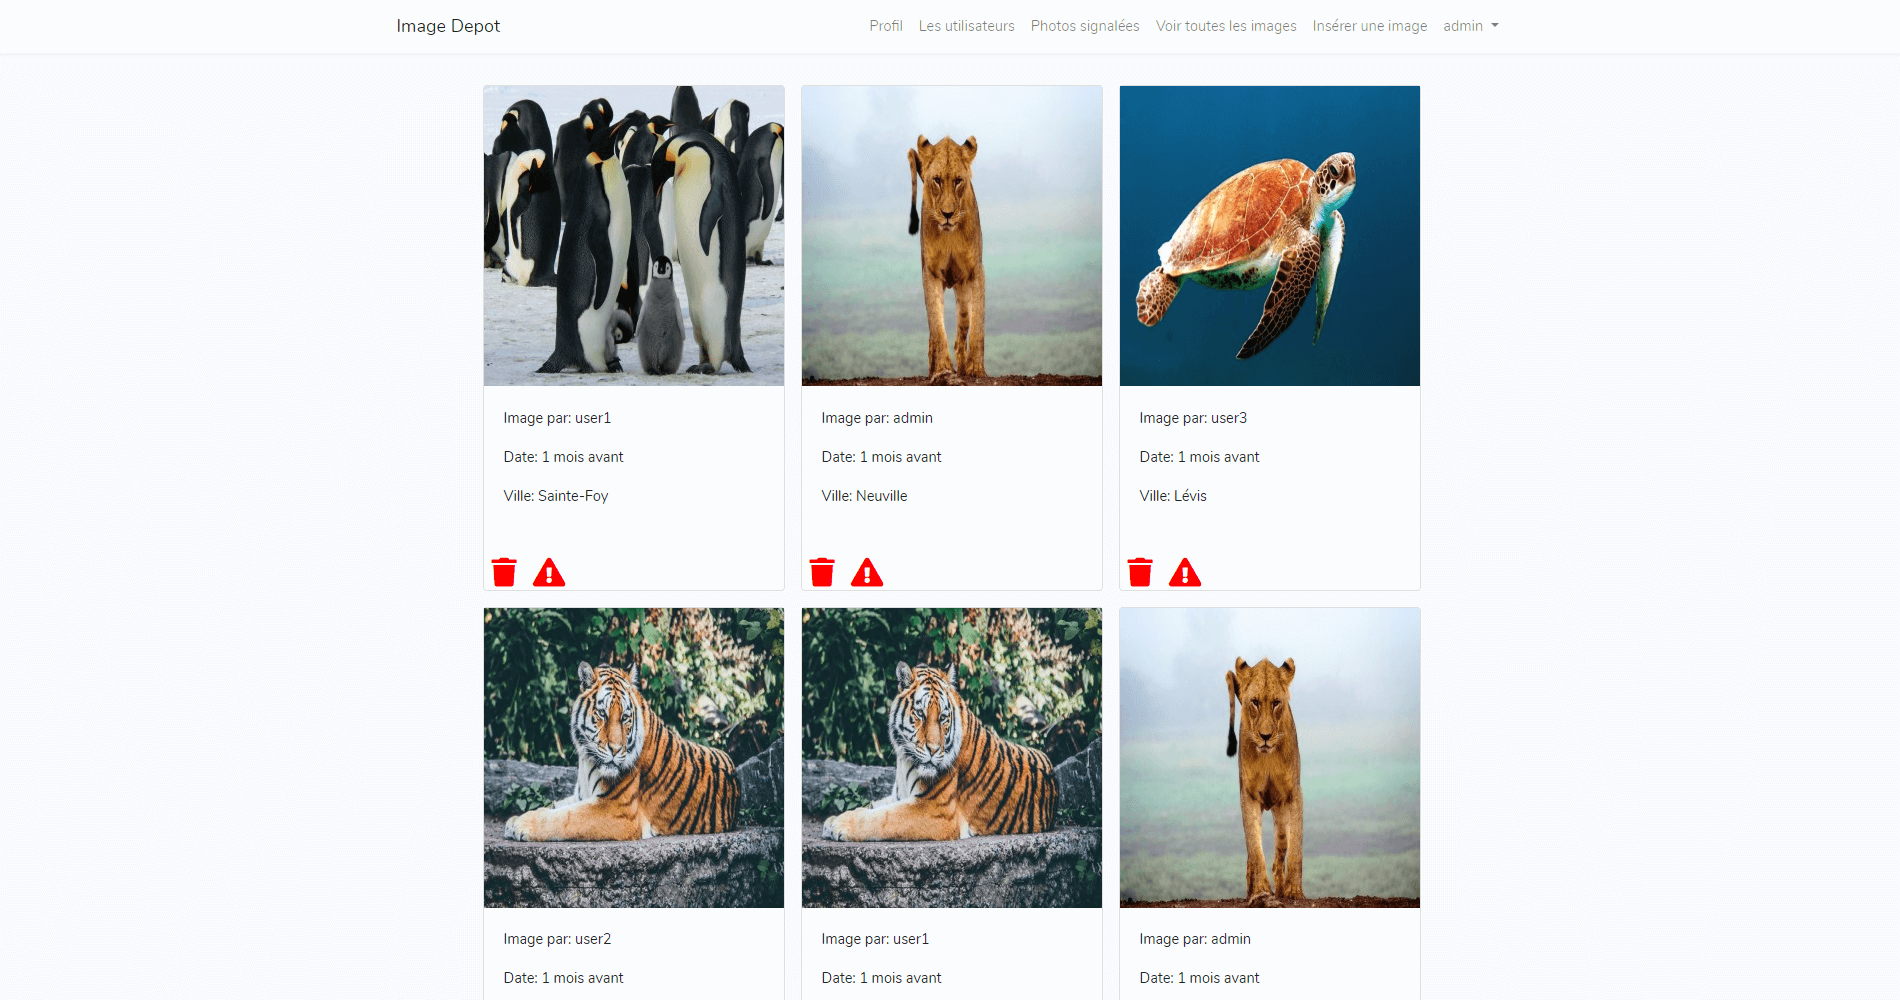 Image Depot
Profil Les utilisateurs Photos signalées Voir toutes les images Insérer une image admin
Image par: user1
Date: 1 mois avant
Ville: Sainte-Foy
Image par: admin
Date: 1 mois avant
Ville: Neuville
Image par: user3
Date: 1 mois avant
Ville: Lévis
Image par: user2
Date: 1 mois avant
Image par: user1
Date: 1 mois avant
Image par: admin
Date: 1 mois avant